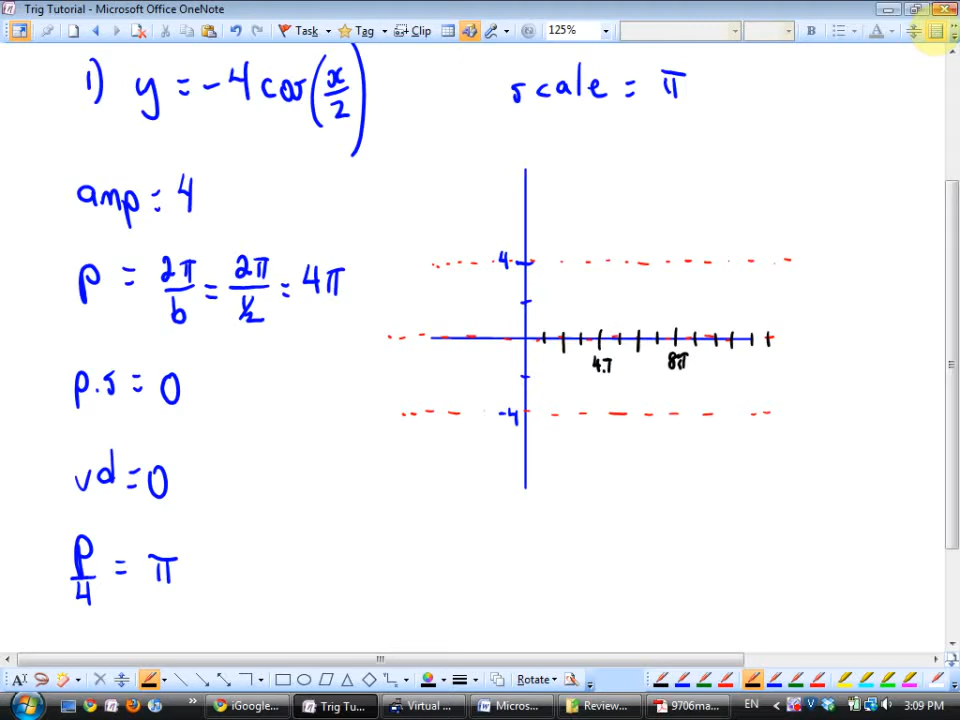 Trig Tutorial - Microsoft Office OneNote
Task Tag Clip 125% B A
1) y = -4 cos(x/2)
scale = π
amp = 4
p = 2π/b = 2π/½ = 4π
p.s = 0
vd = 0
p/4 = π
4
-4
4π 8π
Rotate
iGoogle... Trig Tu... Virtual ... Micros... Review... 9706ma... EN 3:09 PM